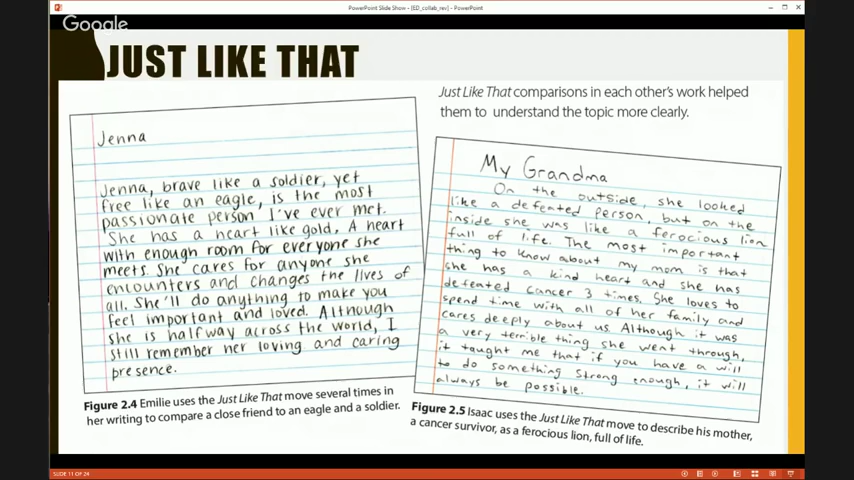 PowerPoint Slide Show - [ED_collab_rev] - PowerPoint
Google
JUST LIKE THAT
Just Like That comparisons in each other's work helped
them to understand the topic more clearly.
Jenna
Jenna, brave like a soldier, yet
free like an eagle, is the most
passionate person I've ever met.
She has a heart like gold. A heart
with enough room for everyone she
meets. She cares for anyone she
encounters and changes the lives of
all. She'll do anything to make you
feel important and loved. Although
she is halfway across the world, I
still remember her loving and caring
presence.
Figure 2.4 Emilie uses the Just Like That move several times in
her writing to compare a close friend to an eagle and a soldier.
My Grandma
On the outside, she looked
like a defeated person, but on the
inside she was like a ferocious lion
full of life. The most important
thing to know about my mom is that
she has a kind heart and she has
defeated cancer 3 times. She loves to
spend time with all of her family and
cares deeply about us. Although it was
a very terrible thing she went through,
it taught me that if you have a will
to do something strong enough, it will
always be possible.
Figure 2.5 Isaac uses the Just Like That move to describe his mother,
a cancer survivor, as a ferocious lion, full of life.
SLIDE 11 OF 24